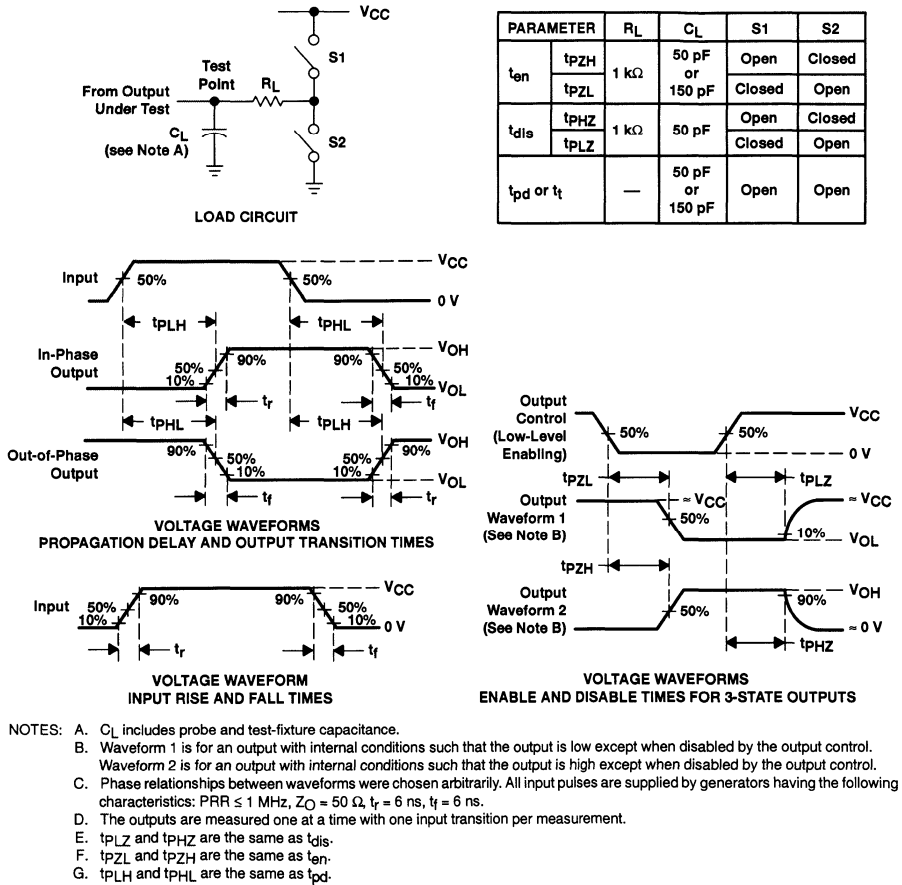 VCC
S1
Test
Point
RL
From Output
Under Test
CL
(see Note A)
S2
LOAD CIRCUIT
PARAMETER RL CL S1 S2
ten tPZH 1 kΩ 50 pF or 150 pF Open Closed
tPZL Closed Open
tdis tPHZ 1 kΩ 50 pF Open Closed
tPLZ Closed Open
tpd or tt — 50 pF or 150 pF Open Open
Input 50% 50% VCC
0 V
tPLH tPHL
In-Phase
Output
50%
10%
90% 90%
50%
10%
VOH
VOL
tr tf
tPHL tPLH
Out-of-Phase
Output
90%
50%
10%
50%
10%
90%
VOH
VOL
tf tr
VOLTAGE WAVEFORMS
PROPAGATION DELAY AND OUTPUT TRANSITION TIMES
Input
50%
10%
90% 90%
50%
10%
VCC
0 V
tr tf
VOLTAGE WAVEFORM
INPUT RISE AND FALL TIMES
Output
Control
(Low-Level
Enabling)
50% 50%
VCC
0 V
tPZL tPLZ
Output
Waveform 1
(See Note B)
≈ VCC
50%
10%
≈ VCC
VOL
tPZH
Output
Waveform 2
(See Note B)
50%
90%
VOH
≈ 0 V
tPHZ
VOLTAGE WAVEFORMS
ENABLE AND DISABLE TIMES FOR 3-STATE OUTPUTS
NOTES: A. CL includes probe and test-fixture capacitance.
B. Waveform 1 is for an output with internal conditions such that the output is low except when disabled by the output control.
Waveform 2 is for an output with internal conditions such that the output is high except when disabled by the output control.
C. Phase relationships between waveforms were chosen arbitrarily. All input pulses are supplied by generators having the following
characteristics: PRR ≤ 1 MHz, ZO = 50 Ω, tr = 6 ns, tf = 6 ns.
D. The outputs are measured one at a time with one input transition per measurement.
E. tPLZ and tPHZ are the same as tdis.
F. tPZL and tPZH are the same as ten.
G. tPLH and tPHL are the same as tpd.